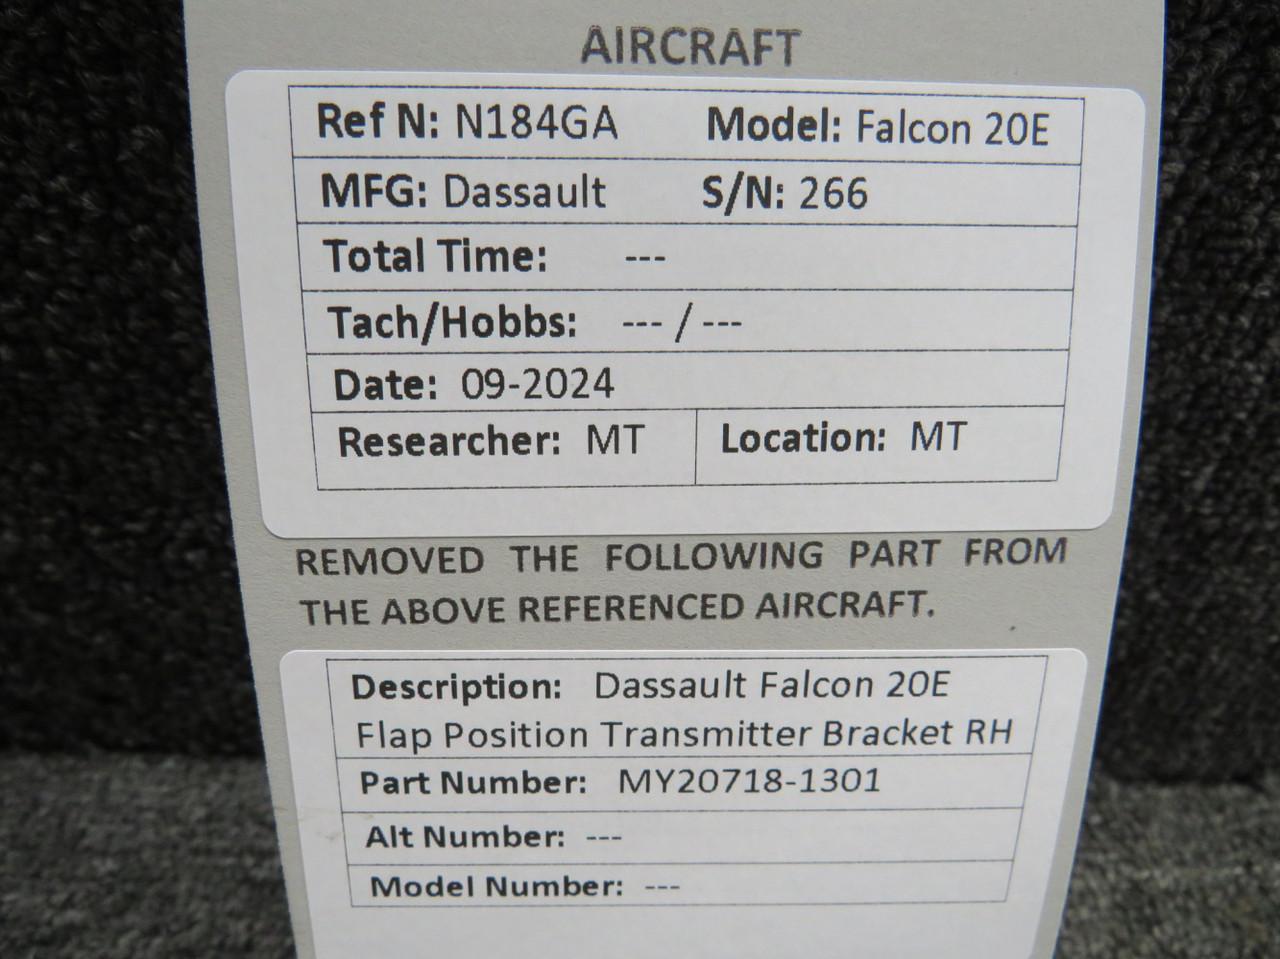 AIRCRAFT
Ref N: N184GA Model: Falcon 20E
MFG: Dassault S/N: 266
Total Time: ---
Tach/Hobbs: --- / ---
Date: 09-2024
Researcher: MT Location: MT
REMOVED THE FOLLOWING PART FROM
THE ABOVE REFERENCED AIRCRAFT.
Description: Dassault Falcon 20E
Flap Position Transmitter Bracket RH
Part Number: MY20718-1301
Alt Number: ---
Model Number: ---